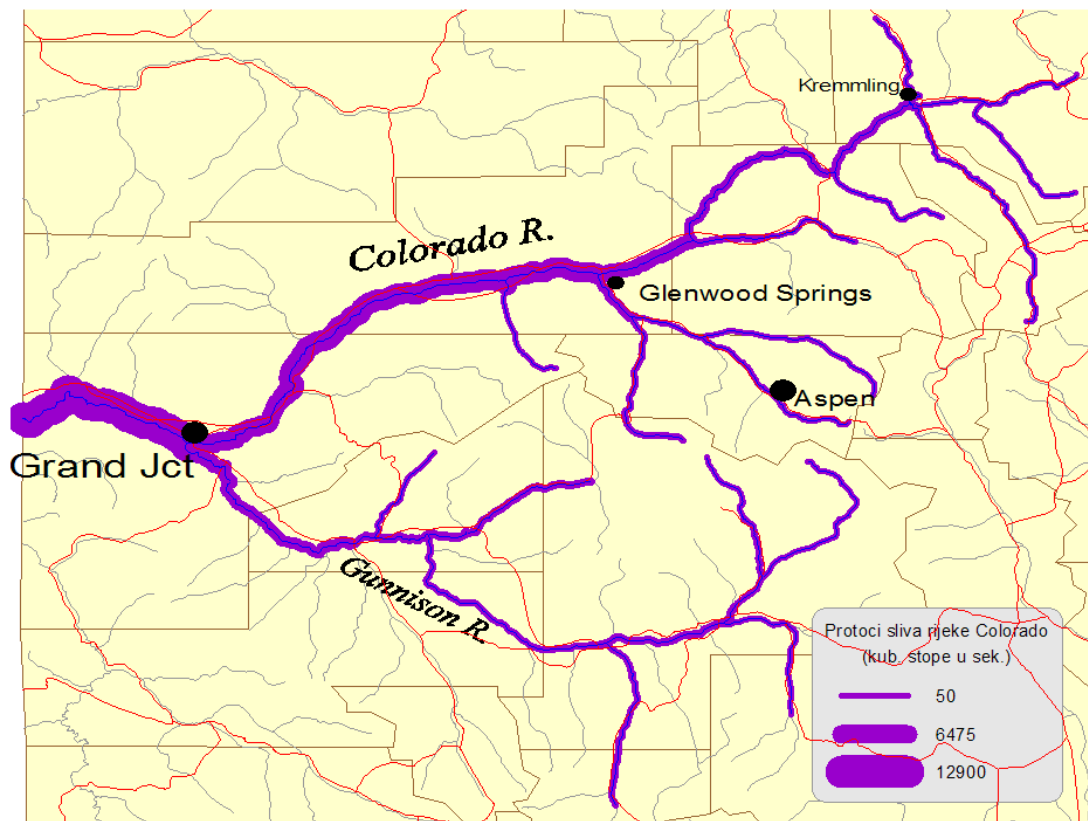 Kremmling
Colorado R.
Glenwood Springs
Aspen
Grand Jct
Gunnison R.
Protoci sliva rijeke Colorado
(kub. stope u sek.)
50
6475
12900